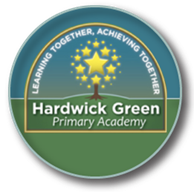 LEARNING TOGETHER, ACHIEVING TOGETHER
Hardwick Green
Primary Academy